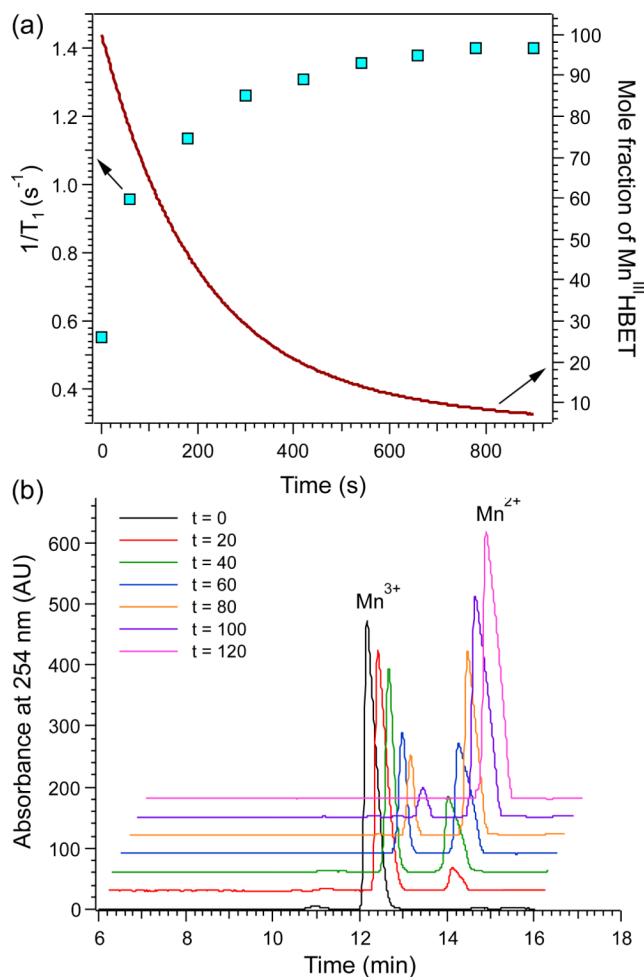 (a)
1.4
1.2
1.0
0.8
0.6
0.4
1/T1 (s-1)
100
90
80
70
60
50
40
30
20
10
Mole fraction of MnIII HBET
0
200
400
600
800
Time (s)
(b)
t = 0
t = 20
t = 40
t = 60
t = 80
t = 100
t = 120
Mn3+
Mn2+
600
500
400
300
200
100
0
Absorbance at 254 nm (AU)
6
8
10
12
14
16
18
Time (min)